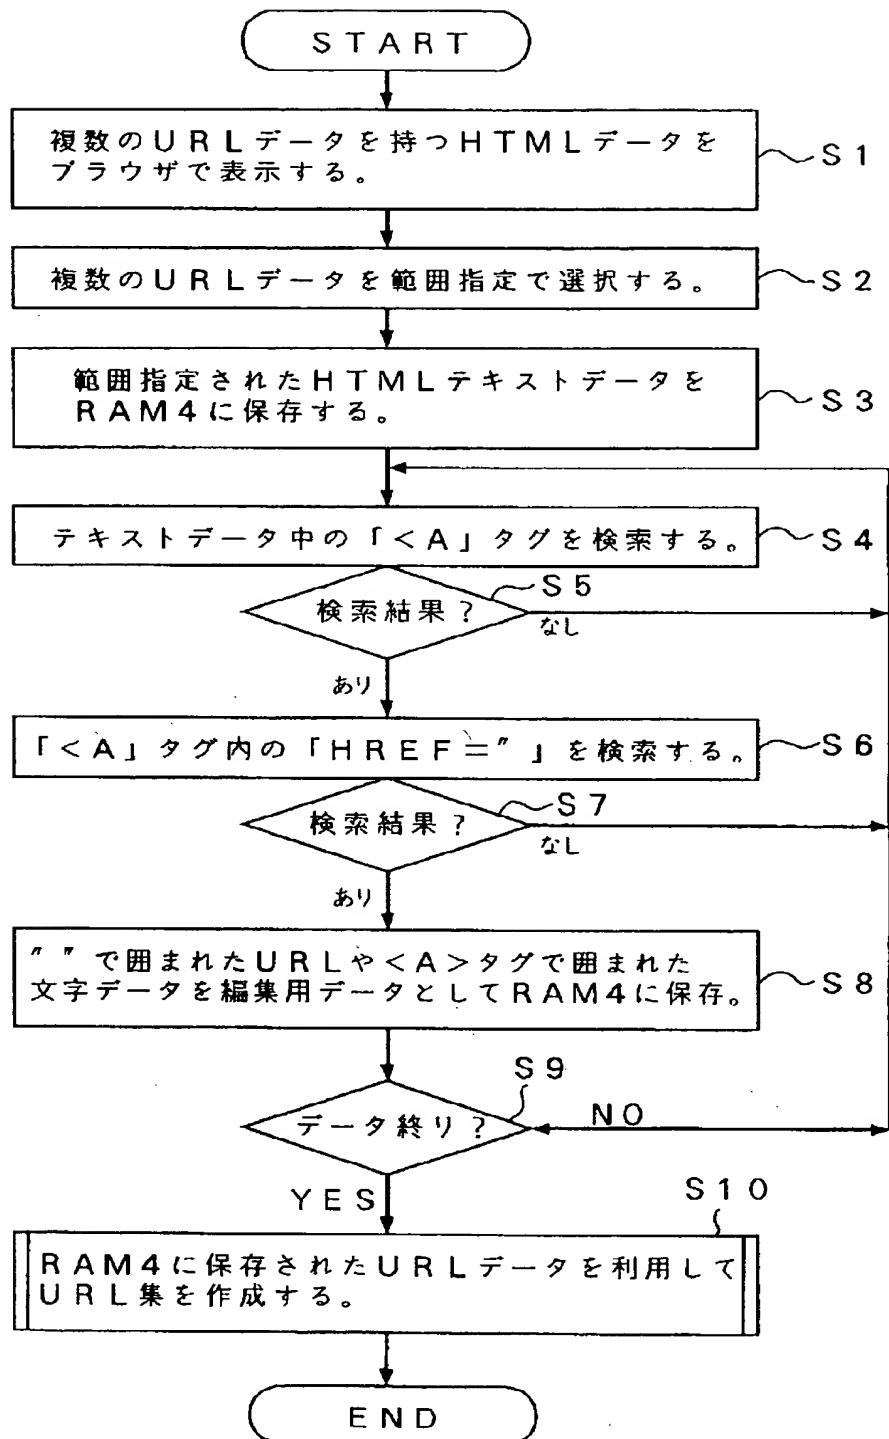 START
複数のURLデータを持つHTMLデータを
ブラウザで表示する。
S1
複数のURLデータを範囲指定で選択する。
S2
範囲指定されたHTMLテキストデータを
RAM4に保存する。
S3
テキストデータ中の「<A」タグを検索する。
S4
S5
検索結果?
なし
あり
「<A」タグ内の「HREF=”」を検索する。
S6
S7
検索結果?
なし
あり
””で囲まれたURLや<A>タグで囲まれた
文字データを編集用データとしてRAM4に保存。
S8
S9
データ終り?
NO
YES
S10
RAM4に保存されたURLデータを利用して
URL集を作成する。
END